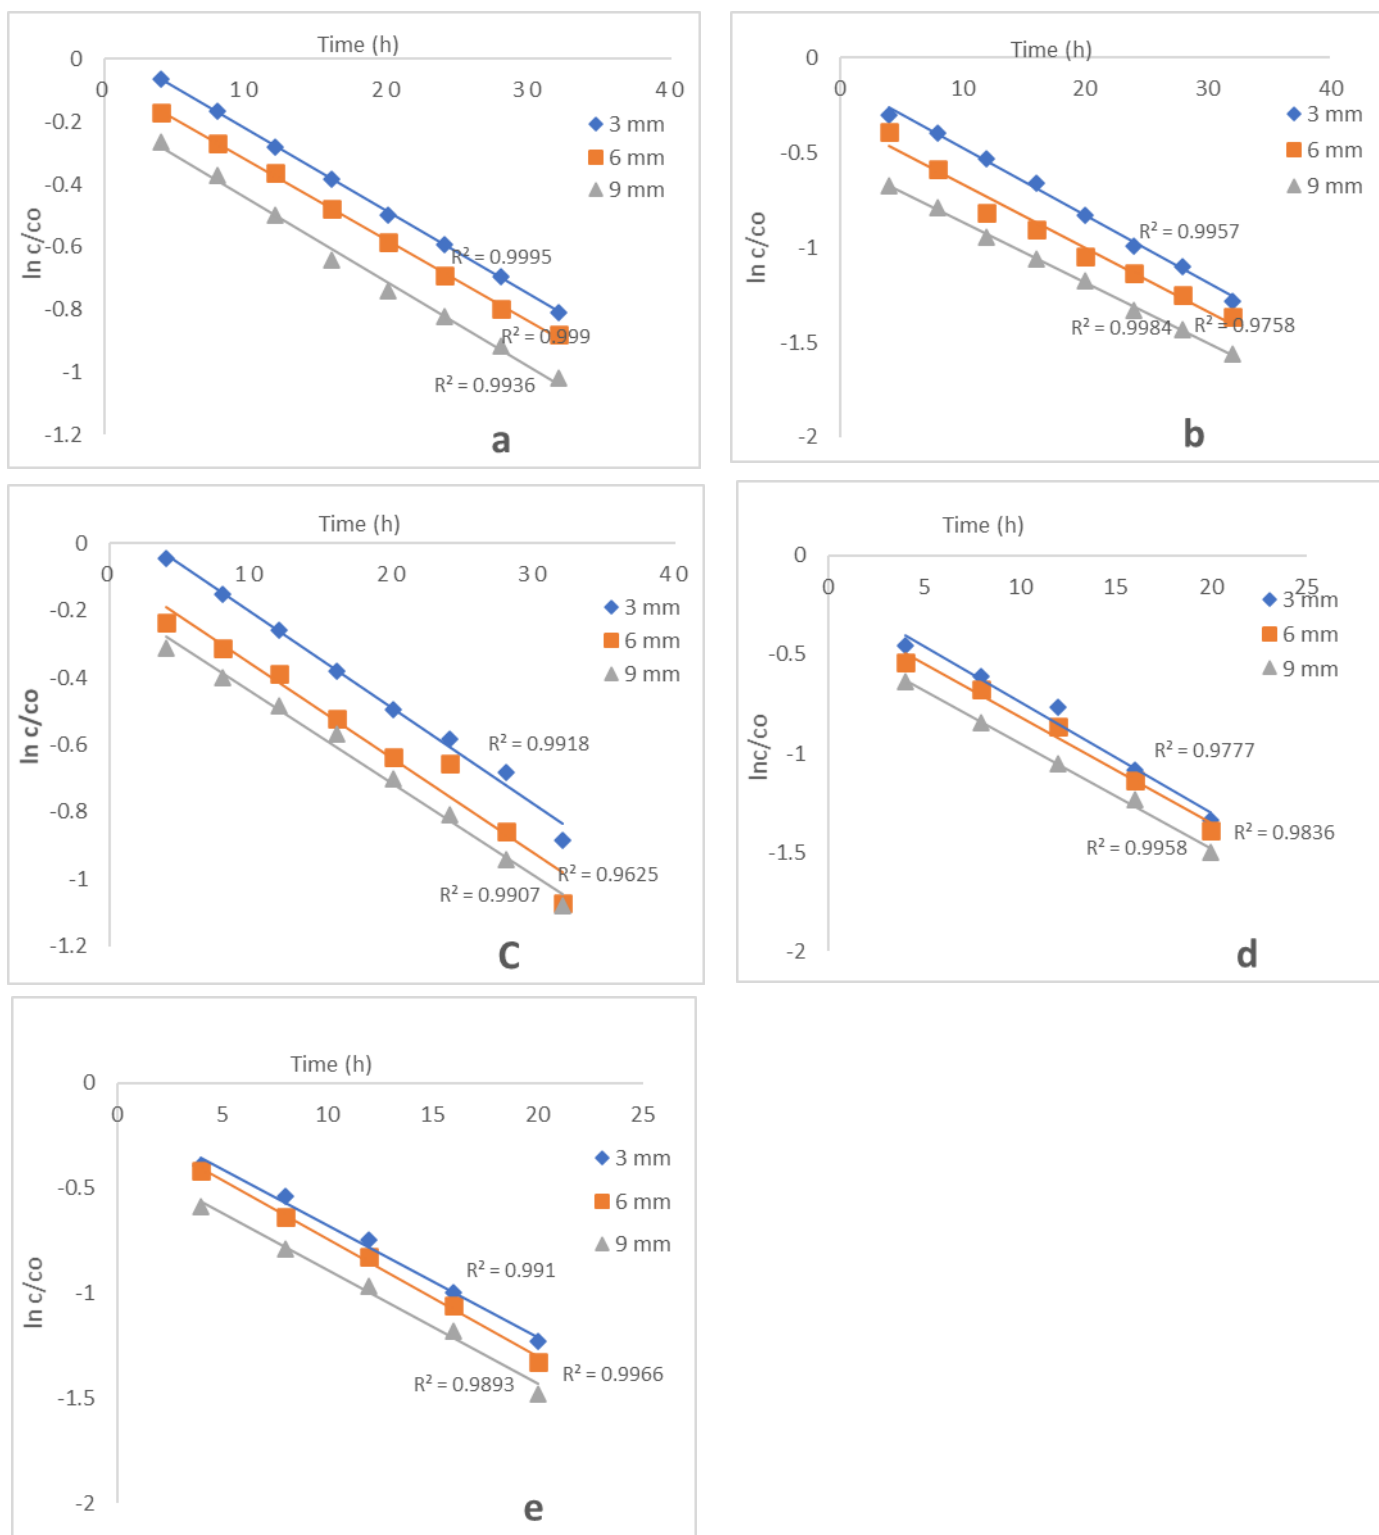 Time (h)
0
0 10 20 30 40
-0.2
-0.4
-0.6
-0.8
-1
-1.2
ln c/co
3 mm
6 mm
9 mm
R² = 0.9995
R² = 0.999
R² = 0.9936
a
Time (h)
0
0 10 20 30 40
-0.5
-1
-1.5
-2
ln c/co
3 mm
6 mm
9 mm
R² = 0.9957
R² = 0.9984
R² = 0.9758
b
Time (h)
0
0 10 20 30 40
-0.2
-0.4
-0.6
-0.8
-1
-1.2
ln c/co
3 mm
6 mm
9 mm
R² = 0.9918
R² = 0.9625
R² = 0.9907
C
Time (h)
0
0 5 10 15 20 25
-0.5
-1
-1.5
-2
lnc/co
3 mm
6 mm
9 mm
R² = 0.9777
R² = 0.9836
R² = 0.9958
d
Time (h)
0
0 5 10 15 20 25
-0.5
-1
-1.5
-2
ln c/co
3 mm
6 mm
9 mm
R² = 0.991
R² = 0.9966
R² = 0.9893
e